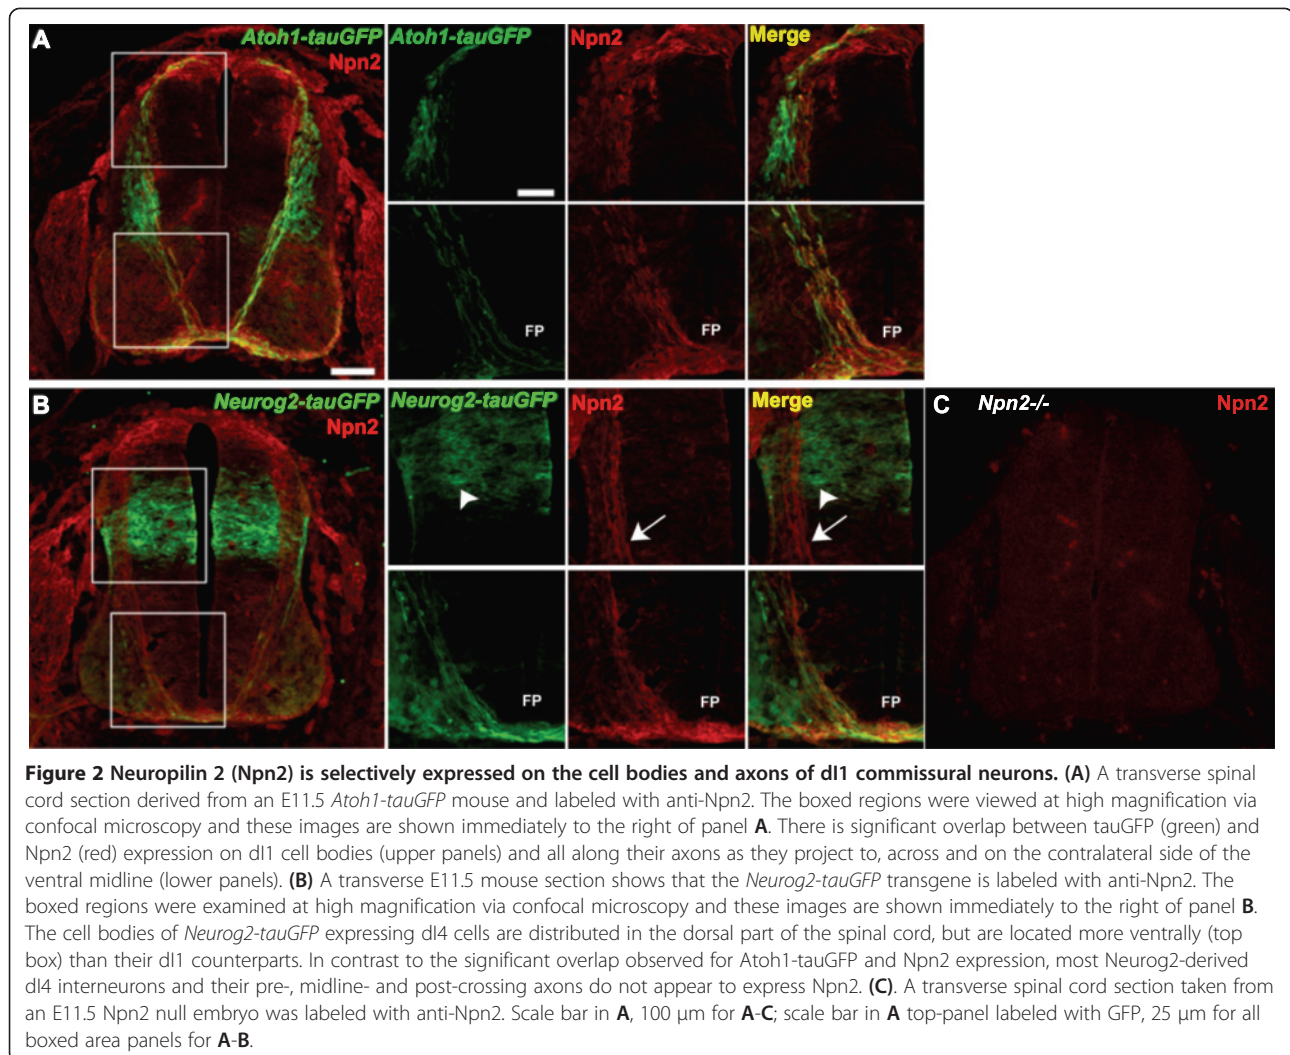 A
Atoh1-tauGFP
Npn2
Atoh1-tauGFP
Npn2
Merge
FP
FP
FP
B
Neurog2-tauGFP
Npn2
Neurog2-tauGFP
Npn2
Merge
FP
FP
FP
C
Npn2-/-
Npn2
Figure 2 Neuropilin 2 (Npn2) is selectively expressed on the cell bodies and axons of dI1 commissural neurons. (A) A transverse spinal
cord section derived from an E11.5 Atoh1-tauGFP mouse and labeled with anti-Npn2. The boxed regions were viewed at high magnification via
confocal microscopy and these images are shown immediately to the right of panel A. There is significant overlap between tauGFP (green) and
Npn2 (red) expression on dI1 cell bodies (upper panels) and all along their axons as they project to, across and on the contralateral side of the
ventral midline (lower panels). (B) A transverse E11.5 mouse section shows that the Neurog2-tauGFP transgene is labeled with anti-Npn2. The
boxed regions were examined at high magnification via confocal microscopy and these images are shown immediately to the right of panel B.
The cell bodies of Neurog2-tauGFP expressing dI4 cells are distributed in the dorsal part of the spinal cord, but are located more ventrally (top
box) than their dI1 counterparts. In contrast to the significant overlap observed for Atoh1-tauGFP and Npn2 expression, most Neurog2-derived
dI4 interneurons and their pre-, midline- and post-crossing axons do not appear to express Npn2. (C). A transverse spinal cord section taken from
an E11.5 Npn2 null embryo was labeled with anti-Npn2. Scale bar in A, 100 μm for A-C; scale bar in A top-panel labeled with GFP, 25 μm for all
boxed area panels for A-B.